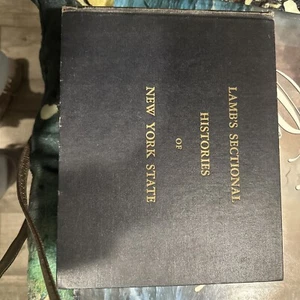 LAMB'S SECTIONAL
HISTORIES
OF
NEW YORK STATE